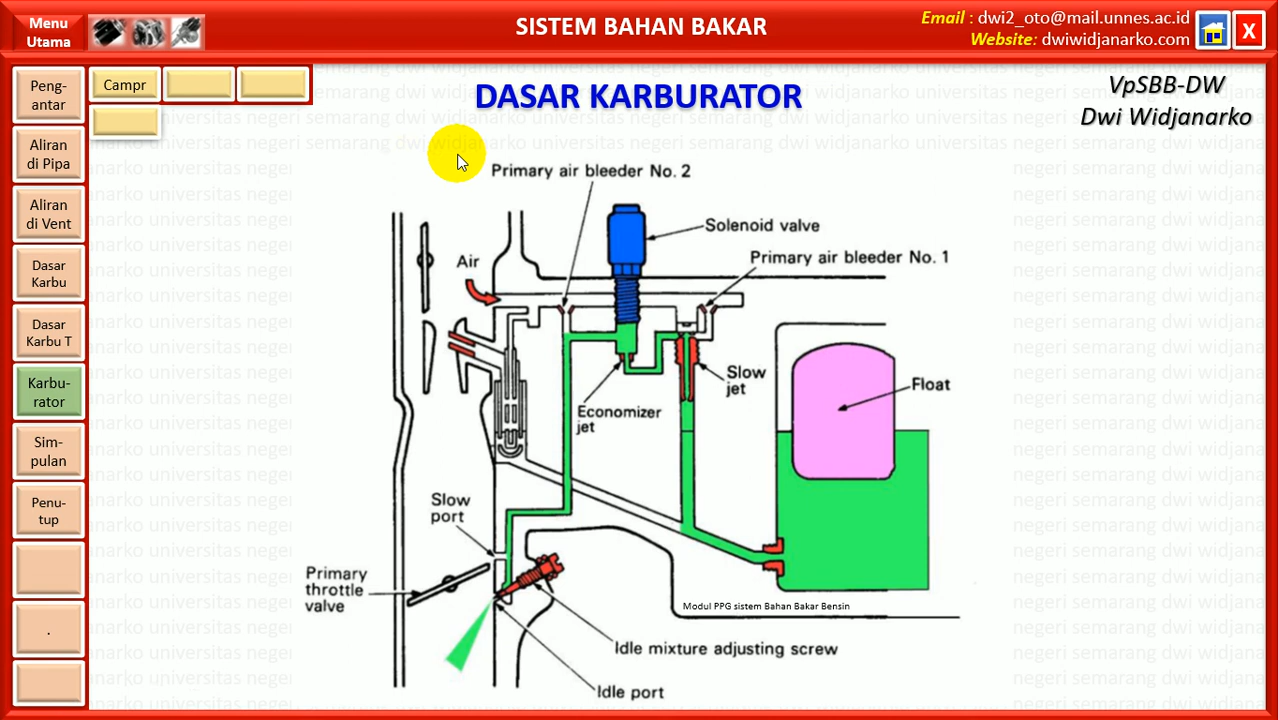 Menu
Utama
SISTEM BAHAN BAKAR
Email : dwi2_oto@mail.unnes.ac.id
Website: dwiwidjanarko.com
X
Peng-
antar
Aliran
di Pipa
Aliran
di Vent
Dasar
Karbu
Dasar
Karbu T
Karbu-
rator
Sim-
pulan
Penu-
tup
.
Campr
DASAR KARBURATOR
VpSBB-DW
Dwi Widjanarko
Primary air bleeder No. 2
Solenoid valve
Primary air bleeder No. 1
Air
Slow
jet
Float
Economizer
jet
Slow
port
Primary
throttle
valve
Modul PPG sistem Bahan Bakar Bensin
Idle mixture adjusting screw
Idle port